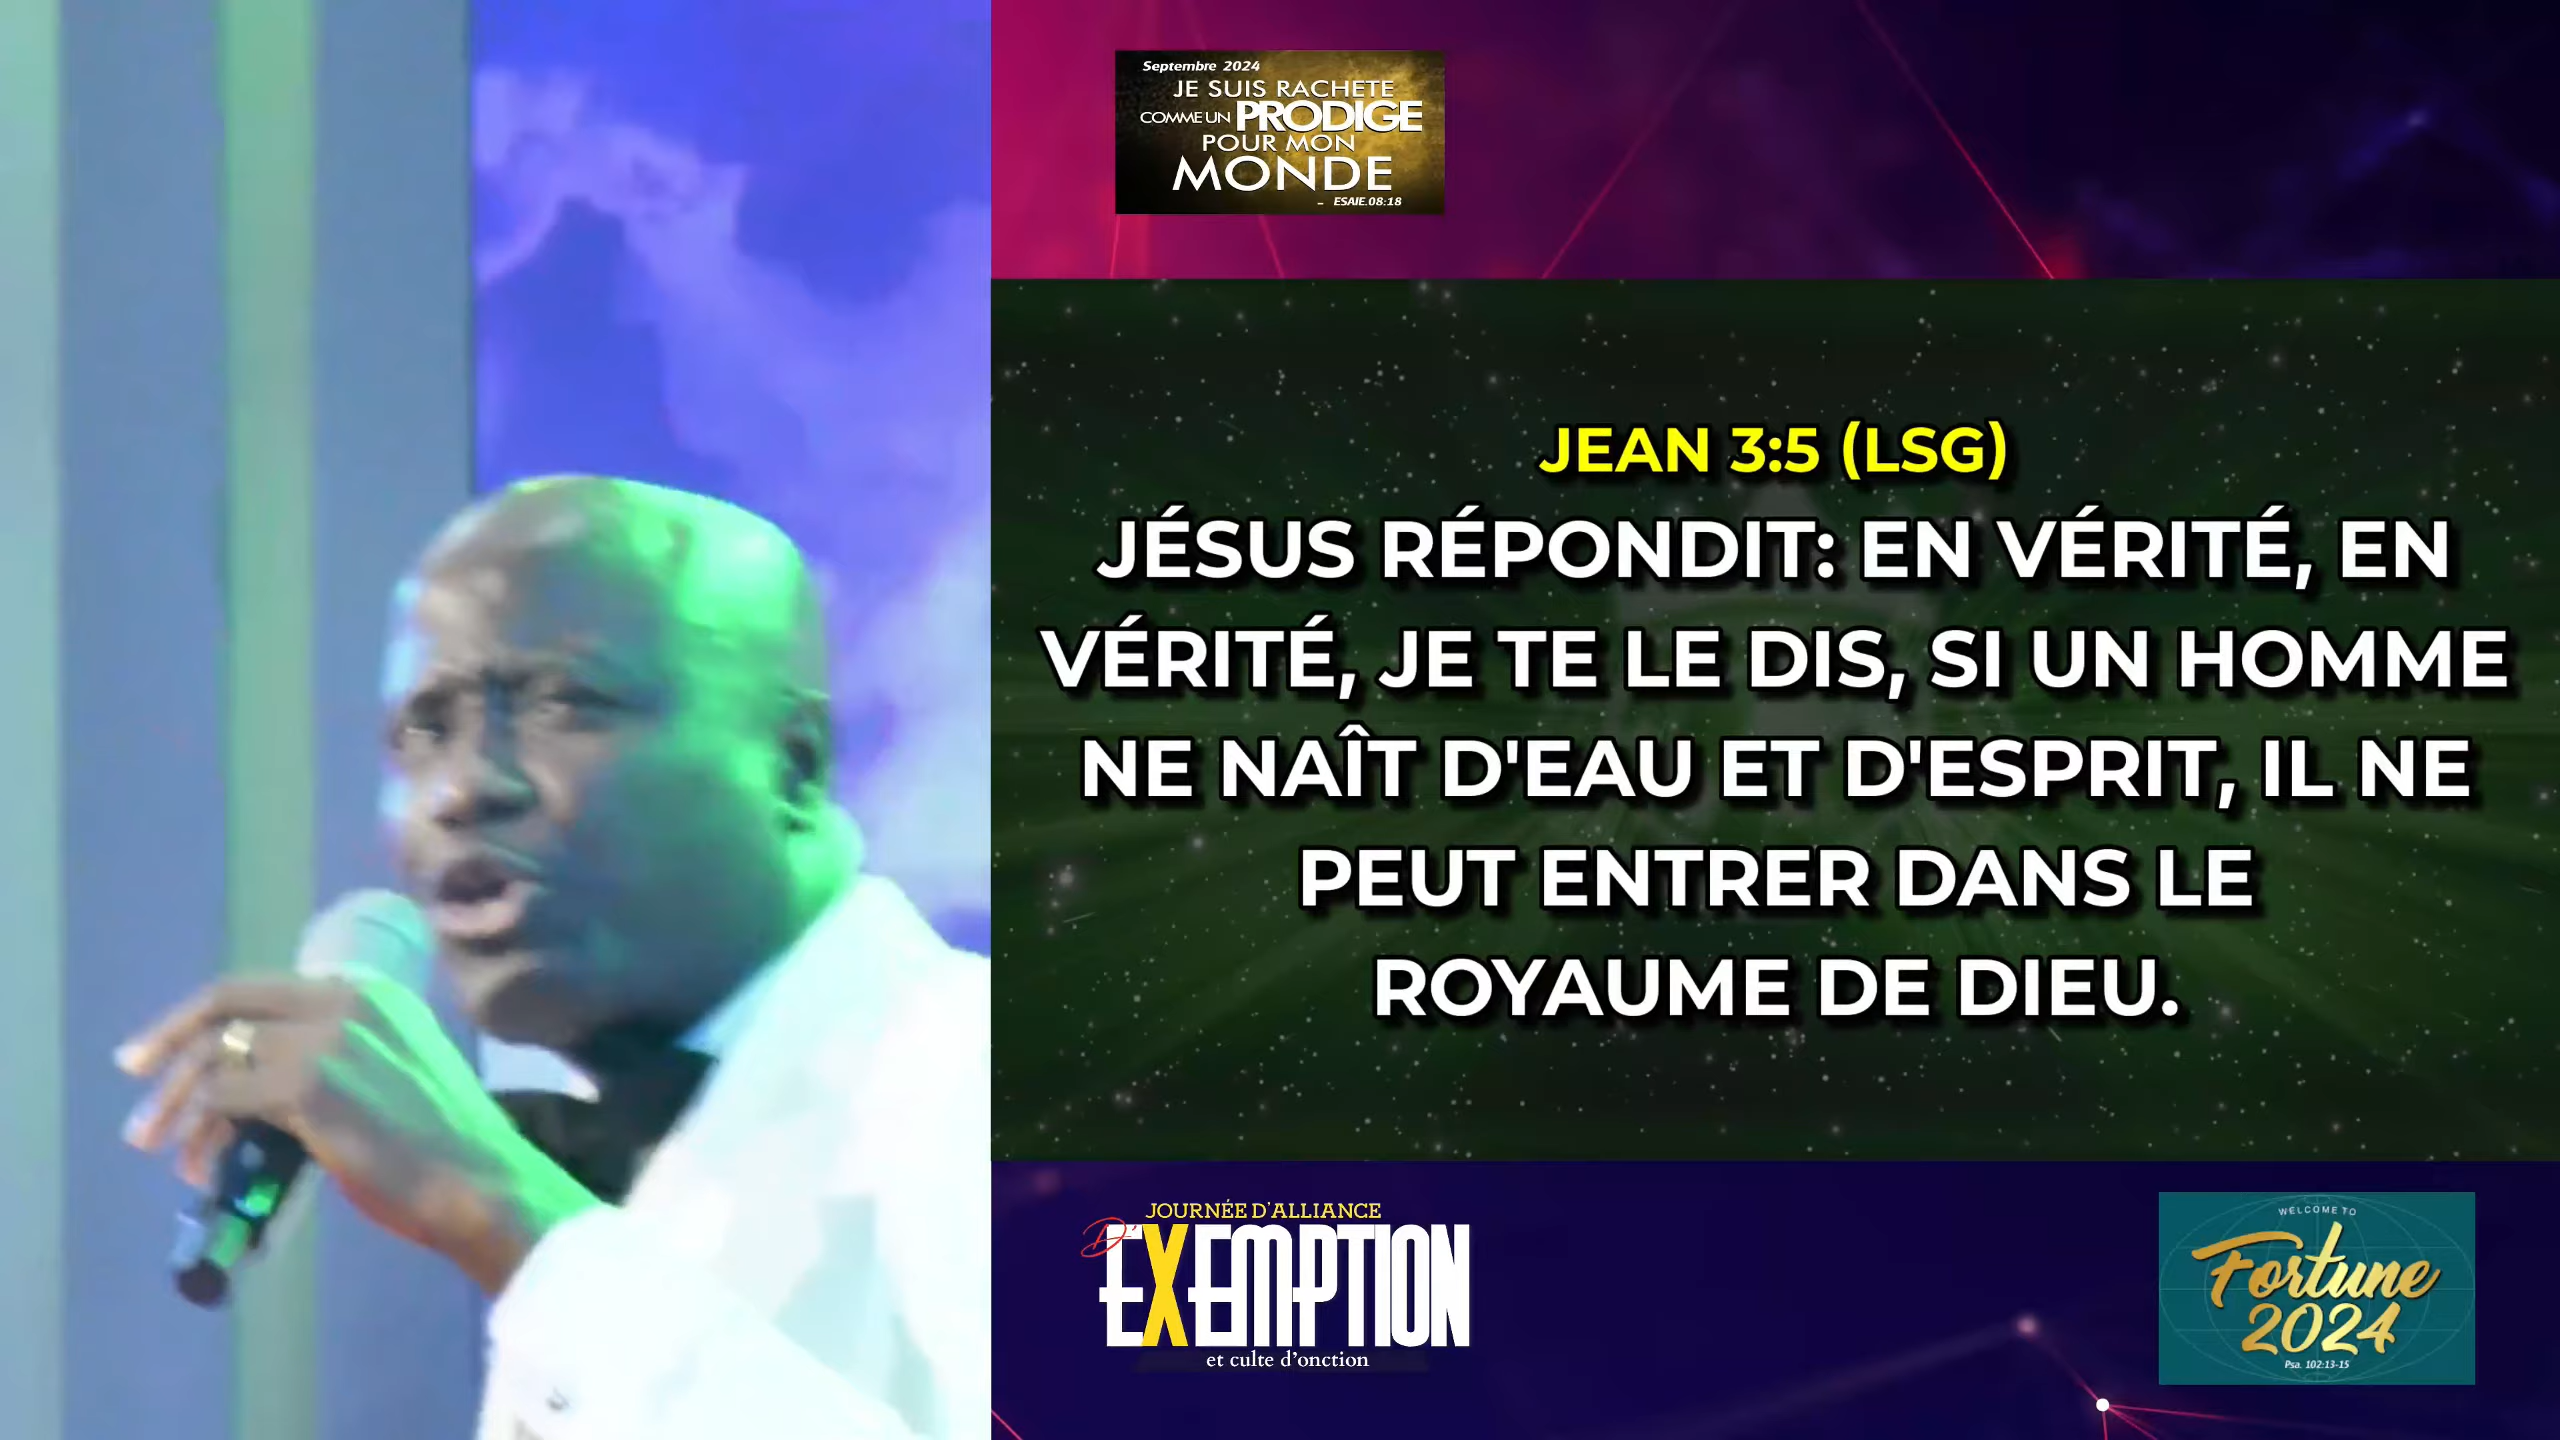 Septembre 2024
JE SUIS RACHETE
COMME UN PRODIGE
POUR MON
MONDE
- ESAIE.08:18
JEAN 3:5 (LSG)
JÉSUS RÉPONDIT: EN VÉRITÉ, EN
VÉRITÉ, JE TE LE DIS, SI UN HOMME
NE NAÎT D'EAU ET D'ESPRIT, IL NE
PEUT ENTRER DANS LE
ROYAUME DE DIEU.
JOURNÉE D'ALLIANCE
D'EXEMPTION
et culte d'onction
WELCOME TO
Fortune
2024
Psa. 102:13-15